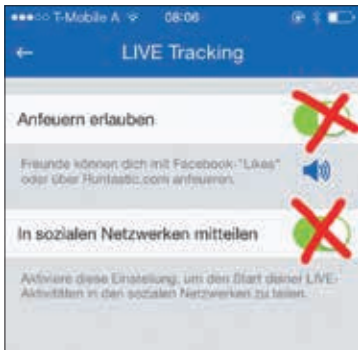 T-Mobile A 08:06
LIVE Tracking
Anfeuern erlauben
Freunde können dich mit Facebook-"Likes"
oder über Runtastic.com anfeueren.
In sozialen Netzwerken mitteilen
Aktiviere diese Einstellung, um den Start deiner LIVE-
Aktivitäten in den sozialen Netzwerken zu teilen.